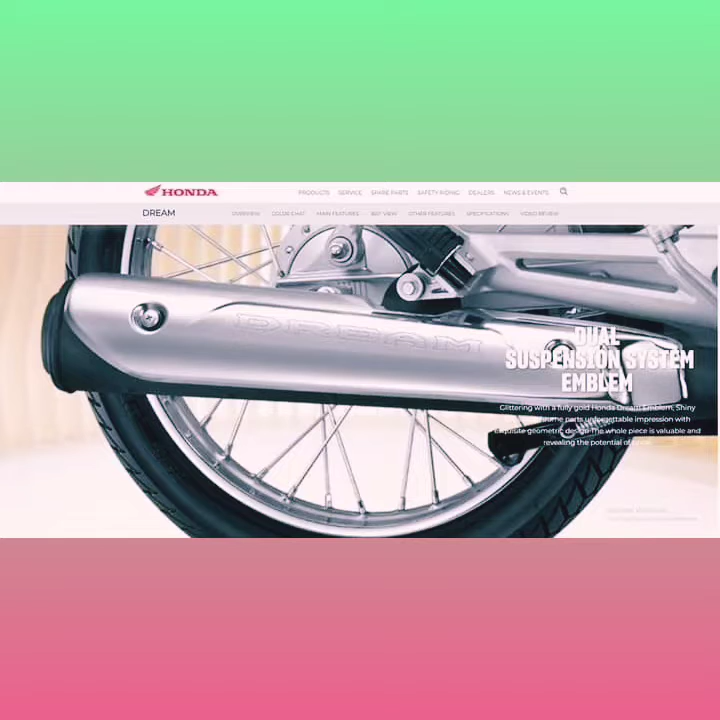 HONDA
PRODUCTS SERVICE SPARE PARTS SAFETY RIDING DEALERS NEWS & EVENTS
DREAM
OVERVIEW COLOR CHAT MAIN FEATURES 360° VIEW OTHER FEATURES SPECIFICATIONS VIDEO REVIEW
DREAM
DUAL
SUSPENSION SYSTEM
EMBLEM
Glittering with a fully gold Honda Dream Emblem, Shiny
parts unforgettable impression with
exquisite geometric design The whole piece is valuable and
revealing the potential of